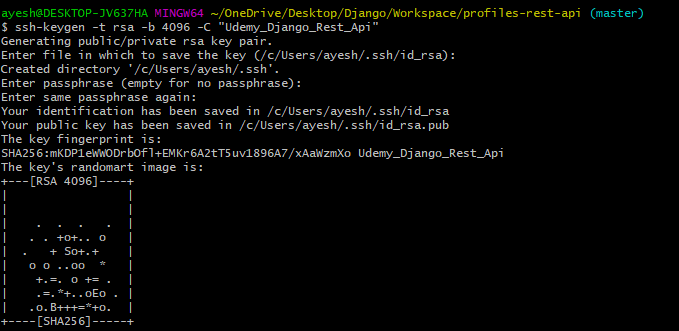 ayesh@DESKTOP-JV637HA MINGW64 ~/OneDrive/Desktop/Django/Workspace/profiles-rest-api (master)
$ ssh-keygen -t rsa -b 4096 -C "Udemy_Django_Rest_Api"
Generating public/private rsa key pair.
Enter file in which to save the key (/c/Users/ayesh/.ssh/id_rsa):
Created directory '/c/Users/ayesh/.ssh'.
Enter passphrase (empty for no passphrase):
Enter same passphrase again:
Your identification has been saved in /c/Users/ayesh/.ssh/id_rsa
Your public key has been saved in /c/Users/ayesh/.ssh/id_rsa.pub
The key fingerprint is:
SHA256:mKDP1eWWODrbOfl+EMKr6A2tT5uv1896A7/xAaWzmXo Udemy_Django_Rest_Api
The key's randomart image is:
+---[RSA 4096]----+
|                 |
|                 |
|    .  .  .   .  |
|   . . +o+.. o   |
|  .   + So+.+    |
|   o o ..oo  *   |
|    +.=. o += .  |
|    .=.*+..oEo . |
|   .o.B+++=*+o.  |
+----[SHA256]-----+